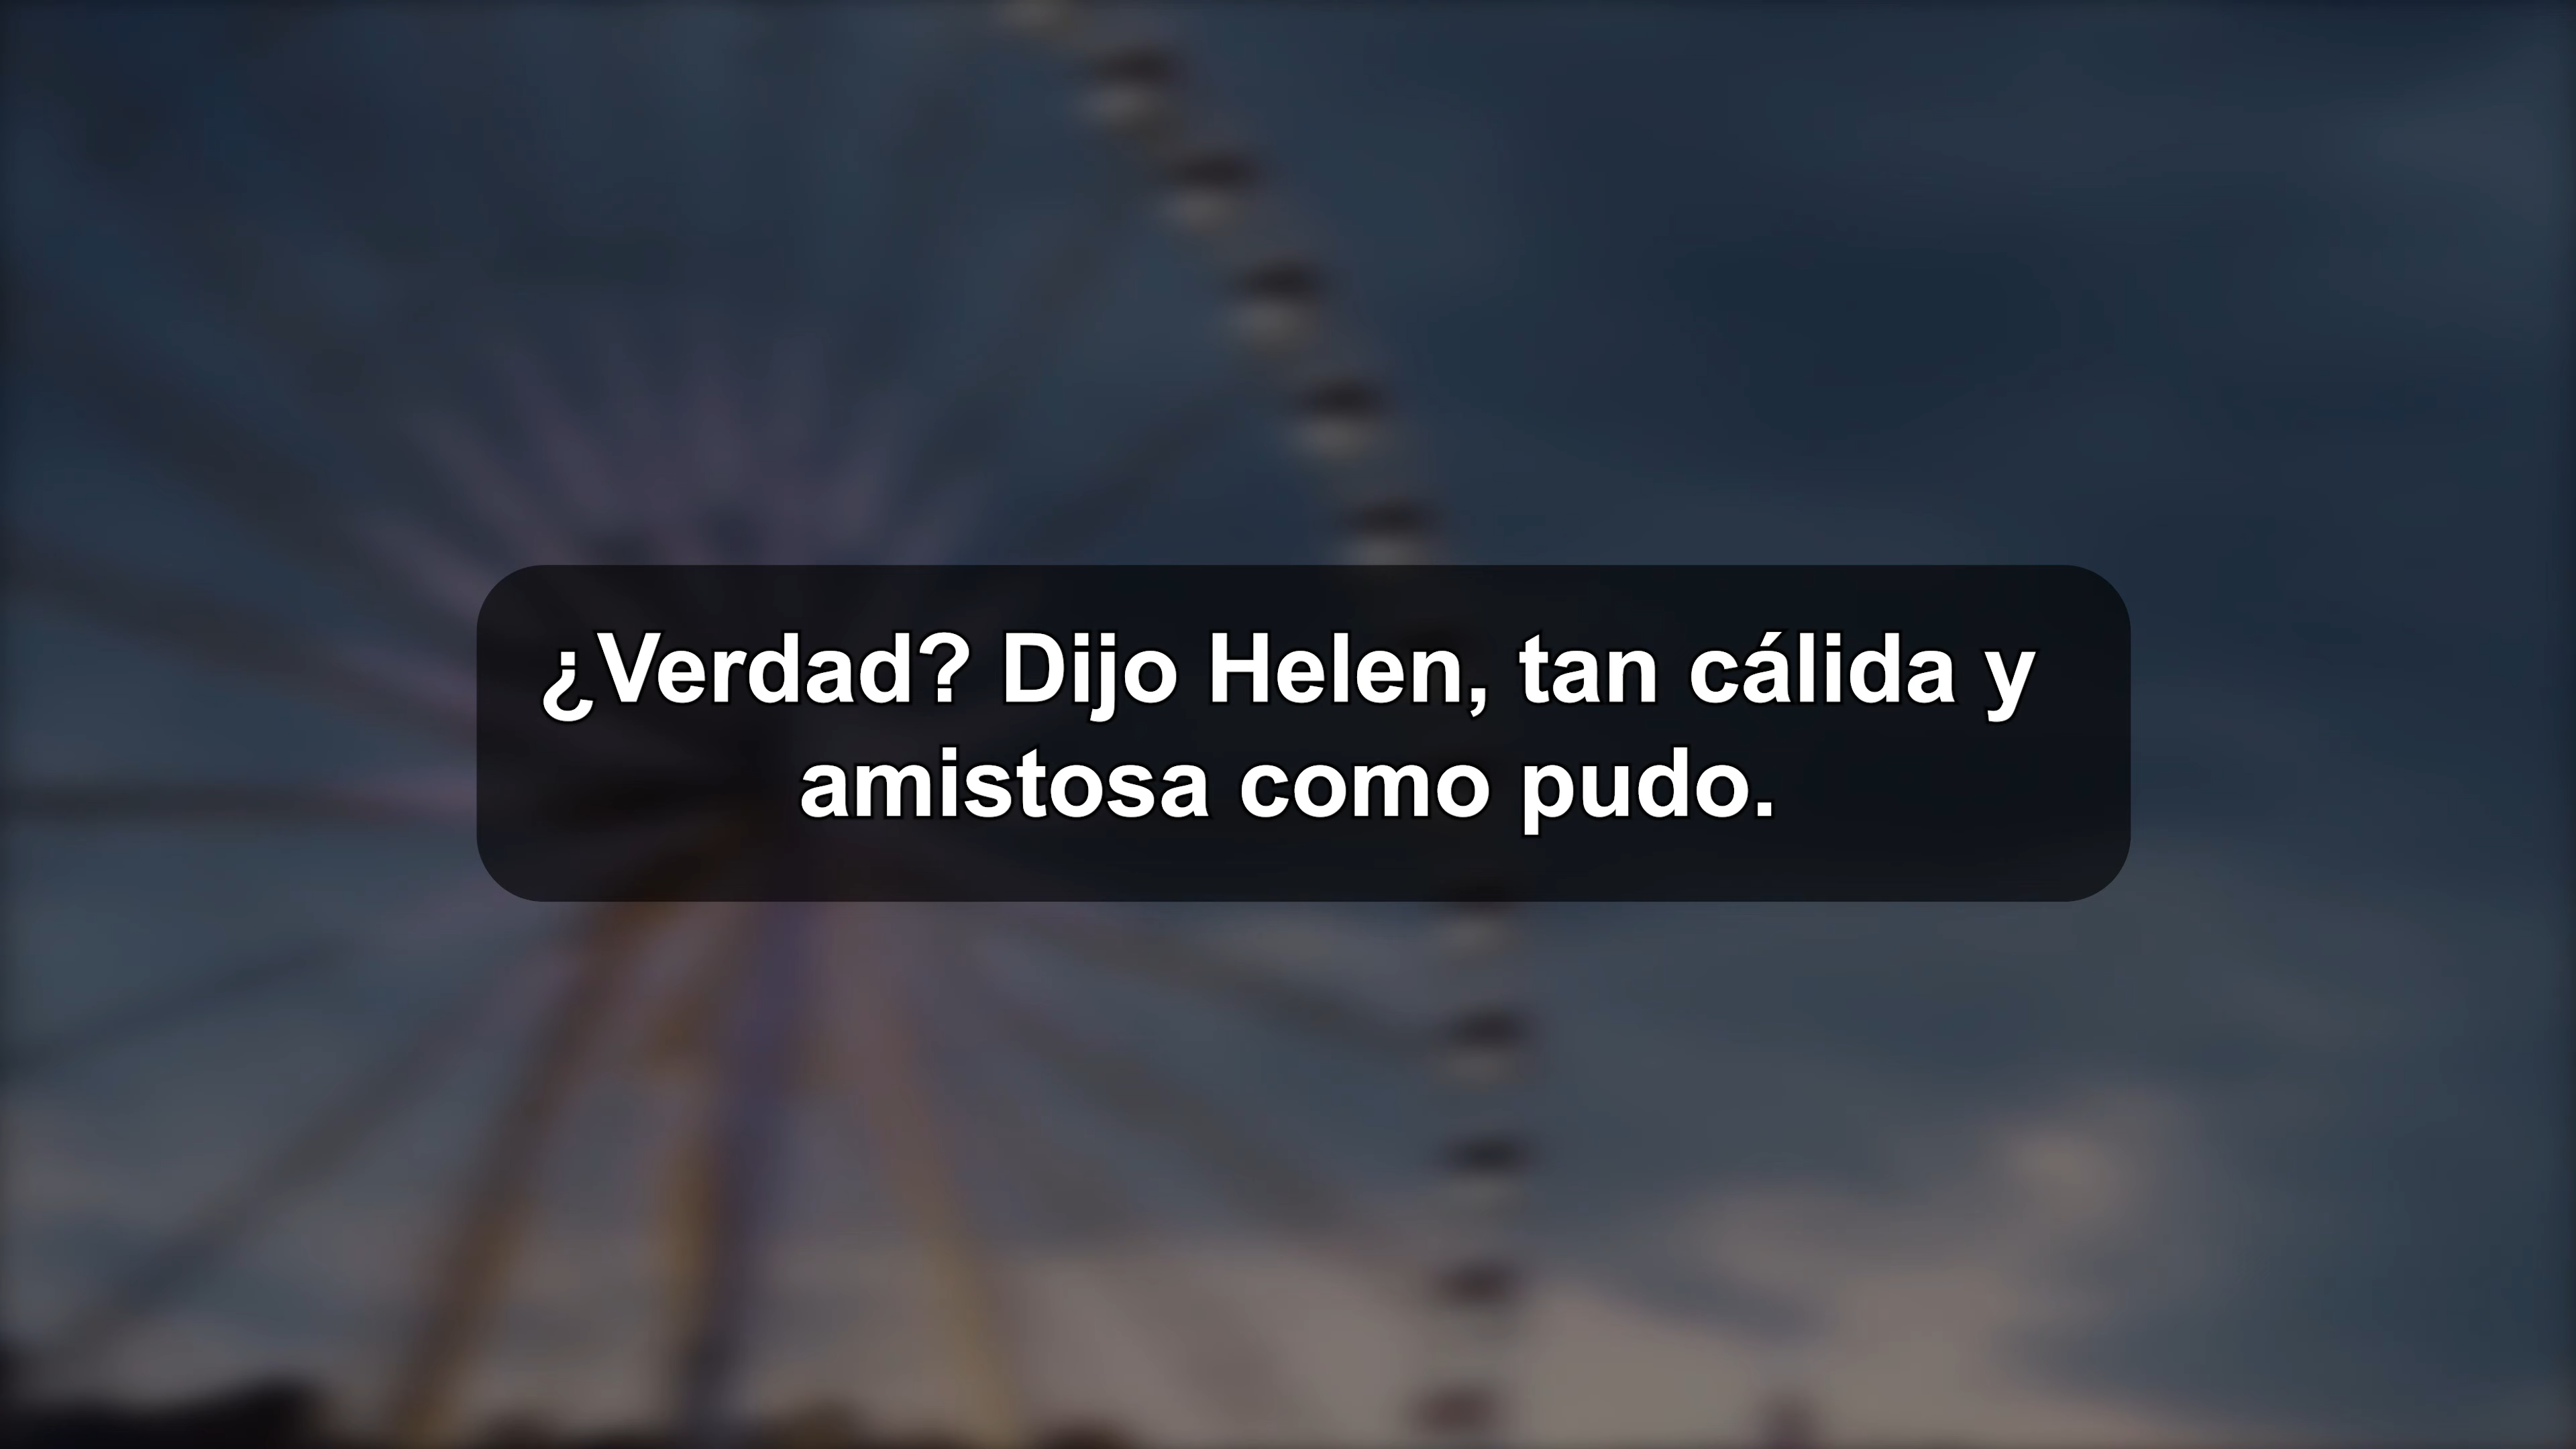 ¿Verdad? Dijo Helen, tan cálida y
amistosa como pudo.